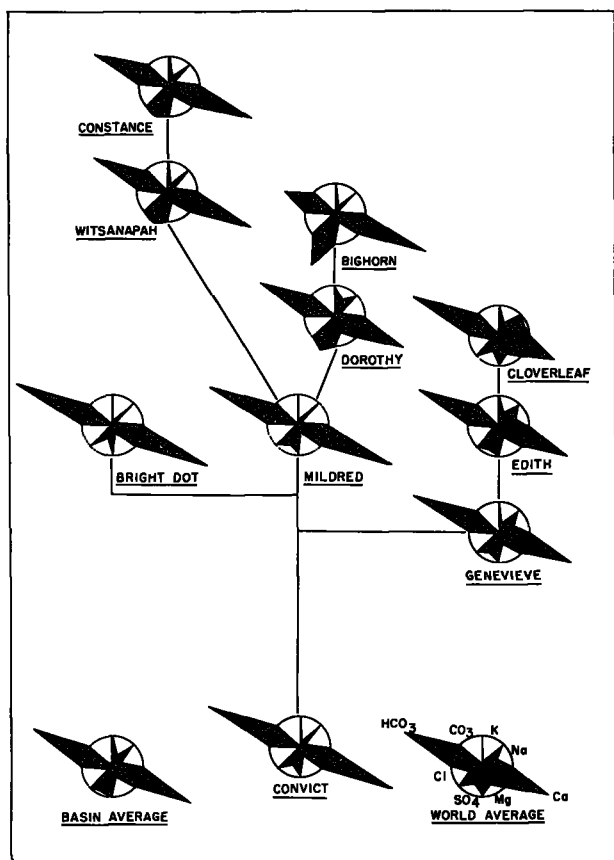 CONSTANCE
WITSANAPAH
BIGHORN
DOROTHY
CLOVERLEAF
BRIGHT DOT
MILDRED
EDITH
GENEVIEVE
HCO3
CO3
K
Na
Cl
Ca
SO4
Mg
BASIN AVERAGE
CONVICT
WORLD AVERAGE